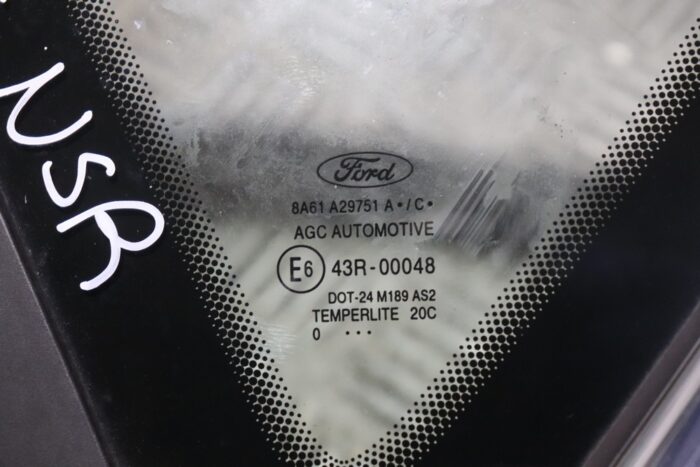 NSR
Ford
8A61 A29751 A • / C •
AGC AUTOMOTIVE
E6 43R-00048
DOT-24 M189 AS2
TEMPERLITE 20C
0 •••